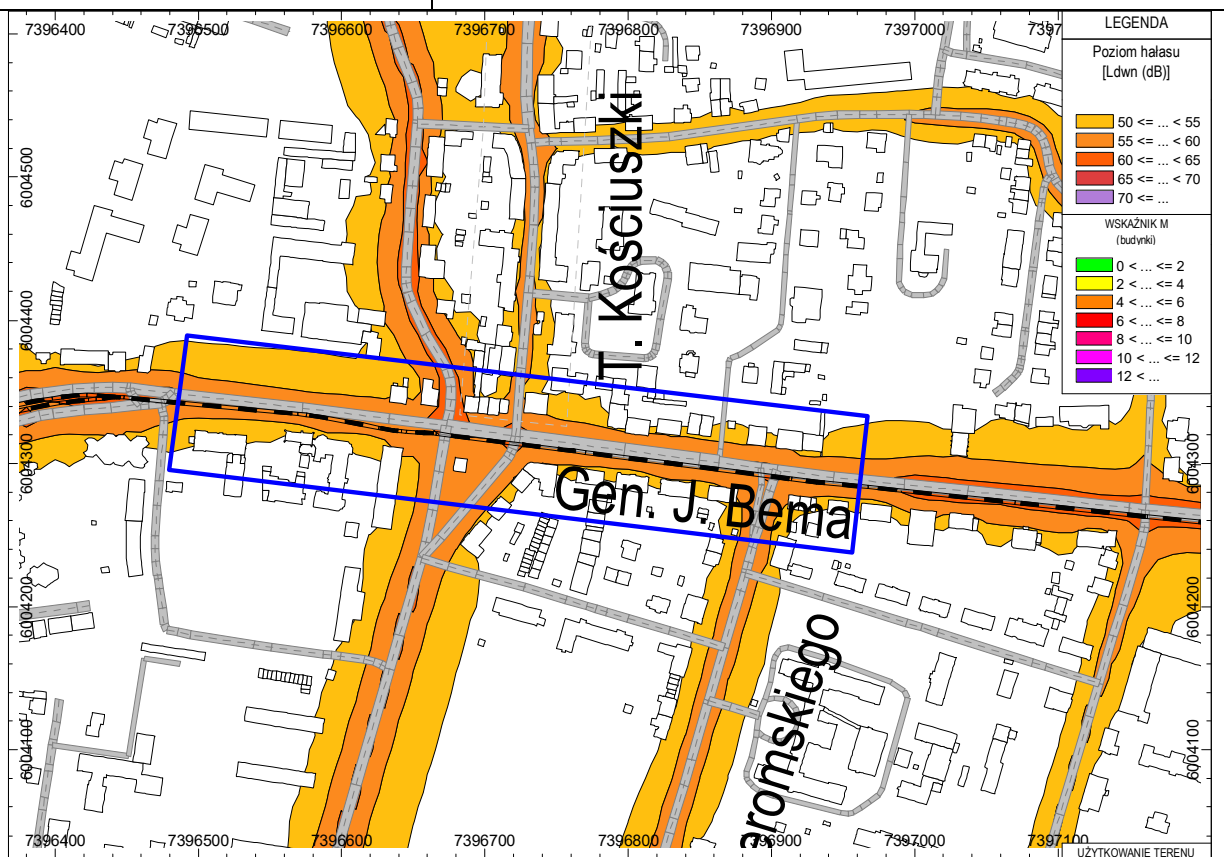 7396400 7396500 7396600 7396700 7396800 7396900 7397000 7397
LEGENDA
Poziom hałasu
[Ldwn (dB)]
50 <= ... < 55
55 <= ... < 60
60 <= ... < 65
65 <= ... < 70
70 <= ...
WSKAŹNIK M
(budynki)
0 < ... <= 2
2 < ... <= 4
4 < ... <= 6
6 < ... <= 8
8 < ... <= 10
10 < ... <= 12
12 < ...
6004500
6004400
6004300
6004200
6004100
T. Kościuszki
Gen. J. Bema
eromskiego
6004300
6004200
6004100
7396400 7396500 7396600 7396700 7396800 7396900 7397000 7397100
UŻYTKOWANIE TERENU